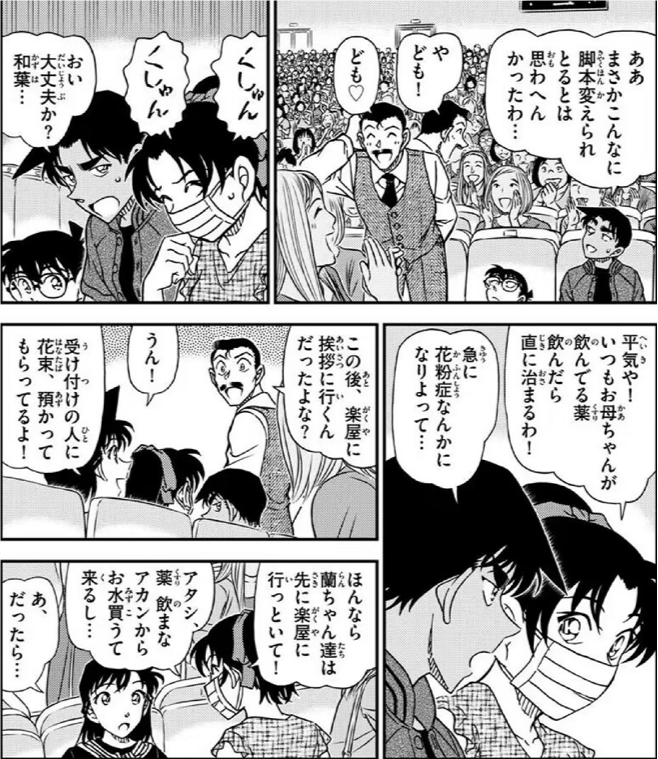 ああ
まさかこんなに
脚本変えられ
とるとは
思わへん
かったわ…
や
ども！
ども♡
くしゅん
くしゅん
おい
大丈夫か？
和葉…
平気や！
いつもお母ちゃんが
飲んでる薬
飲んだら
直に治まるわ！
急に
花粉症なんかに
なりよって…
この後、楽屋に
挨拶に行くん
だったよな？
うん！
受け付けの人に
花束、預かって
もらってるよ！
ほんなら
蘭ちゃん達は
先に楽屋に
行っといて！
アタシ、
薬 飲まな
アカンから
お水買うて
来るし…
あ、
だったら…